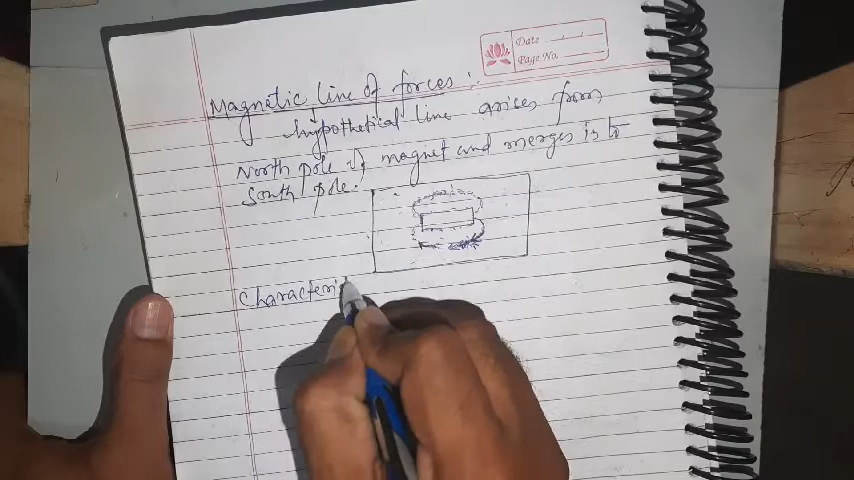 Date
Page No.
Magnetic line of forces :-
hypothetical line arises from
North pole of magnet and merges is to
South pole.
Characteri